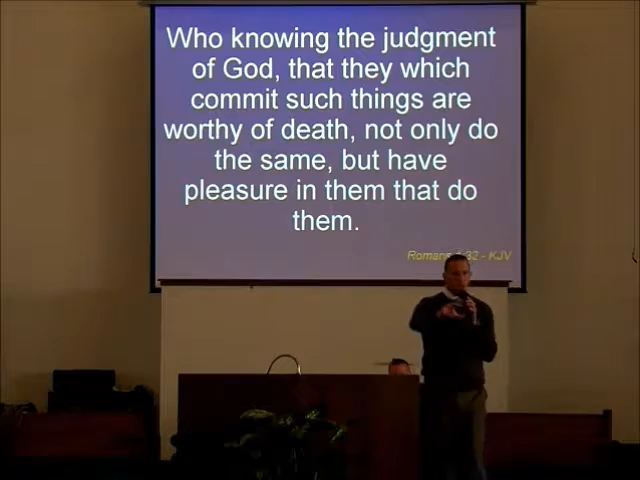 Who knowing the judgment
of God, that they which
commit such things are
worthy of death, not only do
the same, but have
pleasure in them that do
them.
32 - KJV